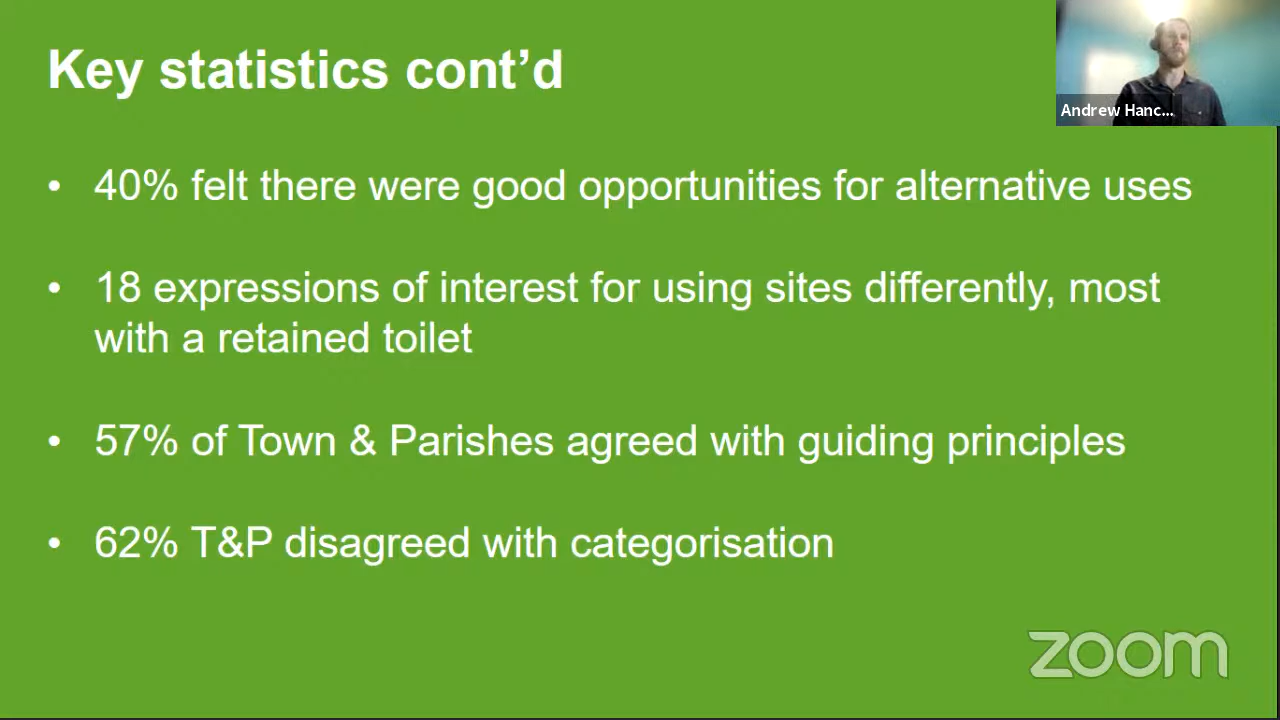 Key statistics cont’d
Andrew Hanc...
• 40% felt there were good opportunities for alternative uses
• 18 expressions of interest for using sites differently, most
with a retained toilet
• 57% of Town & Parishes agreed with guiding principles
• 62% T&P disagreed with categorisation
zoom